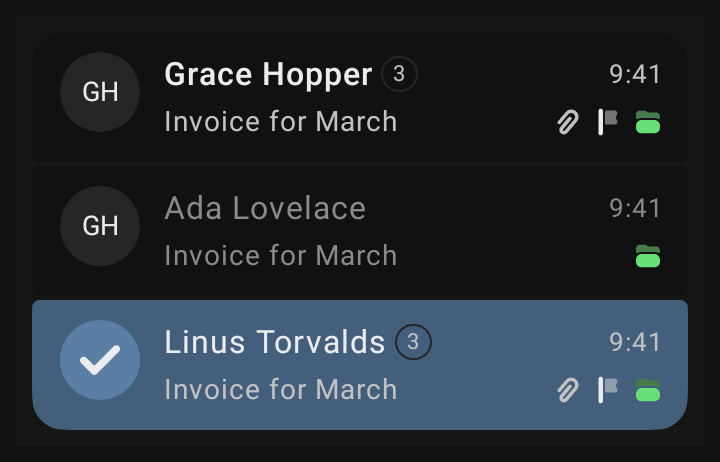 GH
Grace Hopper 3
9:41
Invoice for March
GH
Ada Lovelace
9:41
Invoice for March
Linus Torvalds 3
9:41
Invoice for March